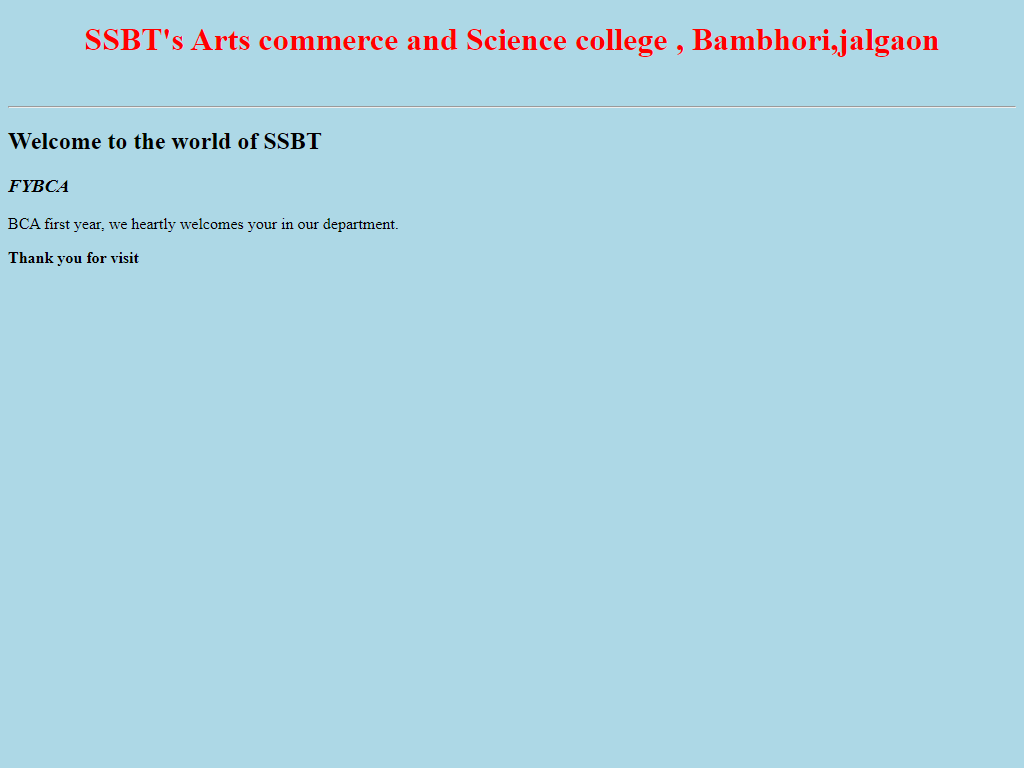 SSBT's Arts commerce and Science college , Bambhori,jalgaon
Welcome to the world of SSBT
FYBCA
BCA first year, we heartly welcomes your in our department.
Thank you for visit